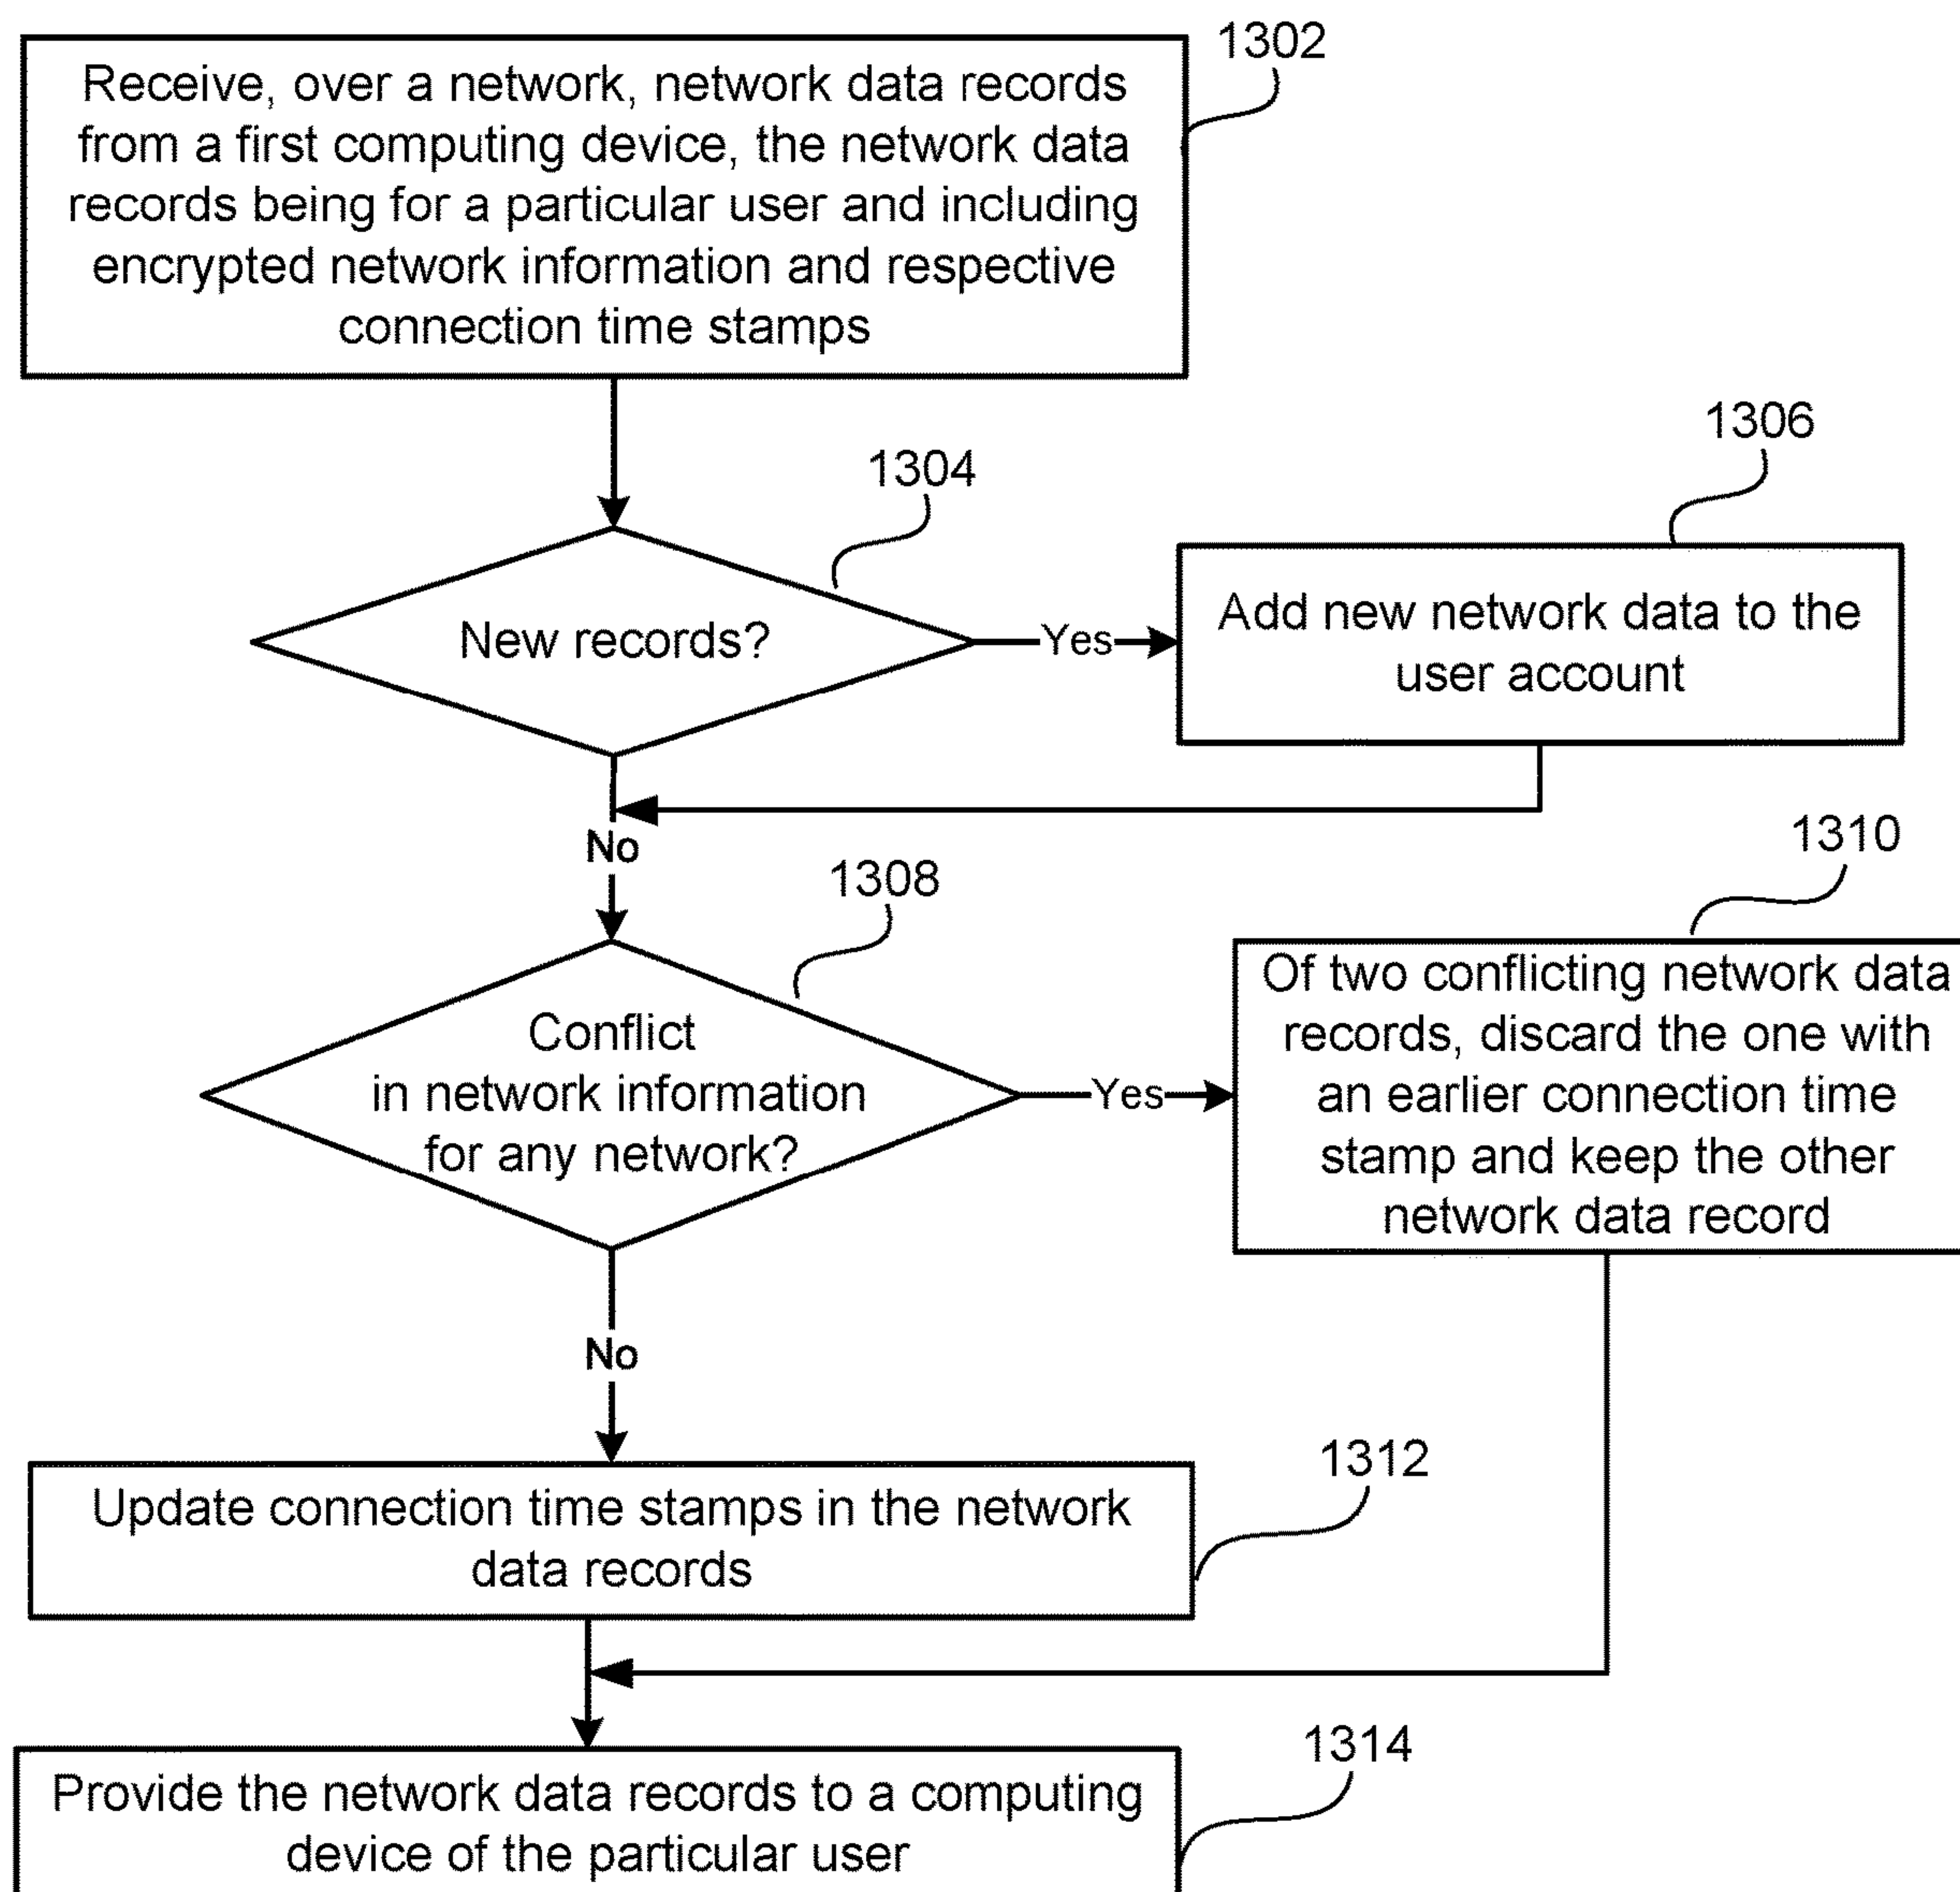 1302
Receive, over a network, network data records
from a first computing device, the network data
records being for a particular user and including
encrypted network information and respective
connection time stamps
1304
New records?
Yes
1306
Add new network data to the
user account
No
1308
Conflict
in network information
for any network?
Yes
1310
Of two conflicting network data
records, discard the one with
an earlier connection time
stamp and keep the other
network data record
No
1312
Update connection time stamps in the network
data records
1314
Provide the network data records to a computing
device of the particular user